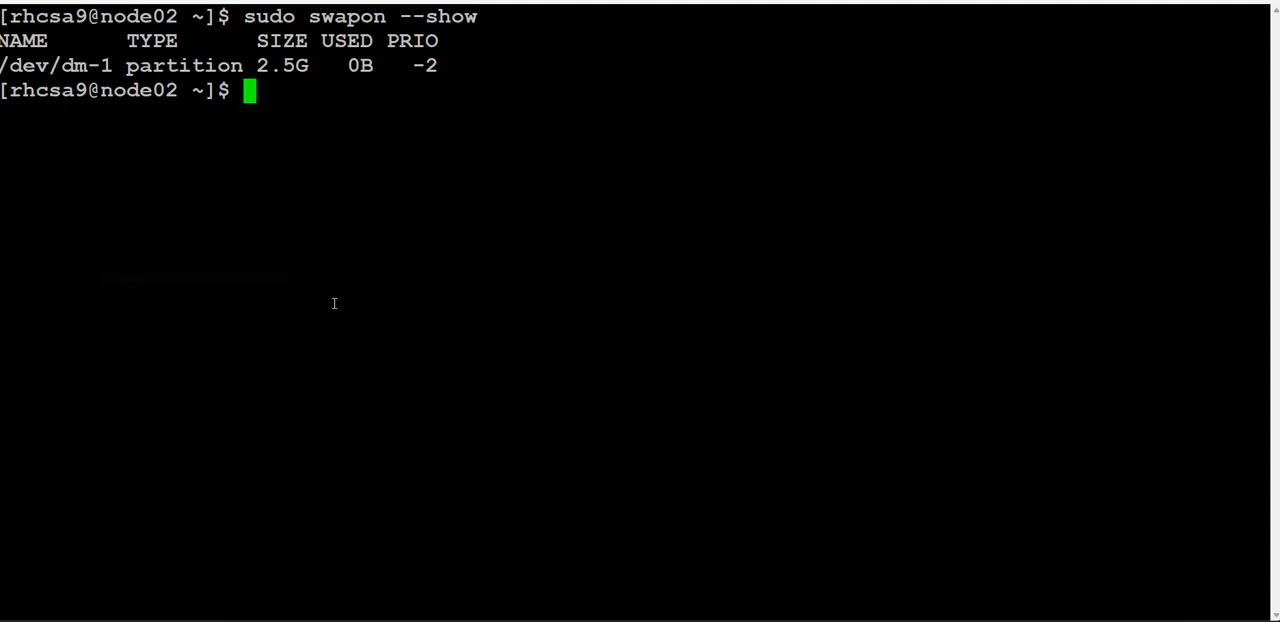 [rhcsa9@node02 ~]$ sudo swapon --show
NAME      TYPE      SIZE USED PRIO
/dev/dm-1 partition 2.5G   0B   -2
[rhcsa9@node02 ~]$